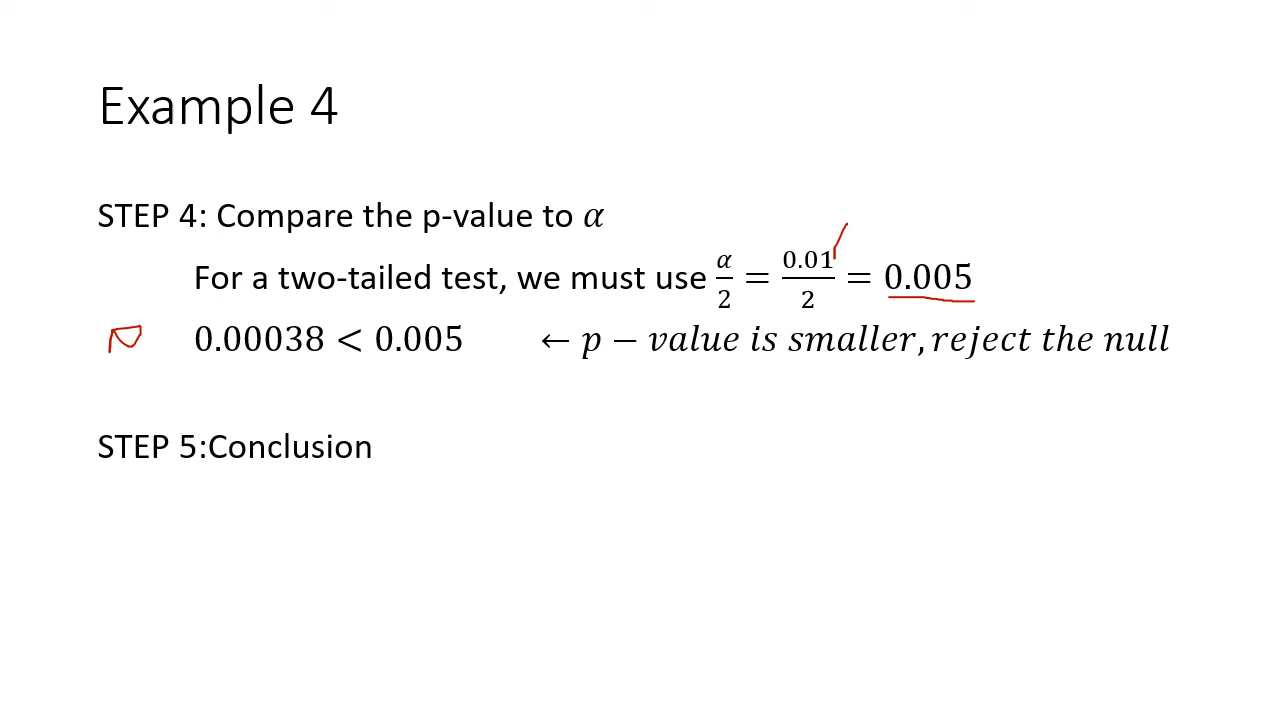 Example 4
STEP 4: Compare the p-value to α
For a two-tailed test, we must use α/2 = 0.01/2 = 0.005
0.00038 < 0.005 ← p − value is smaller, reject the null
STEP 5:Conclusion